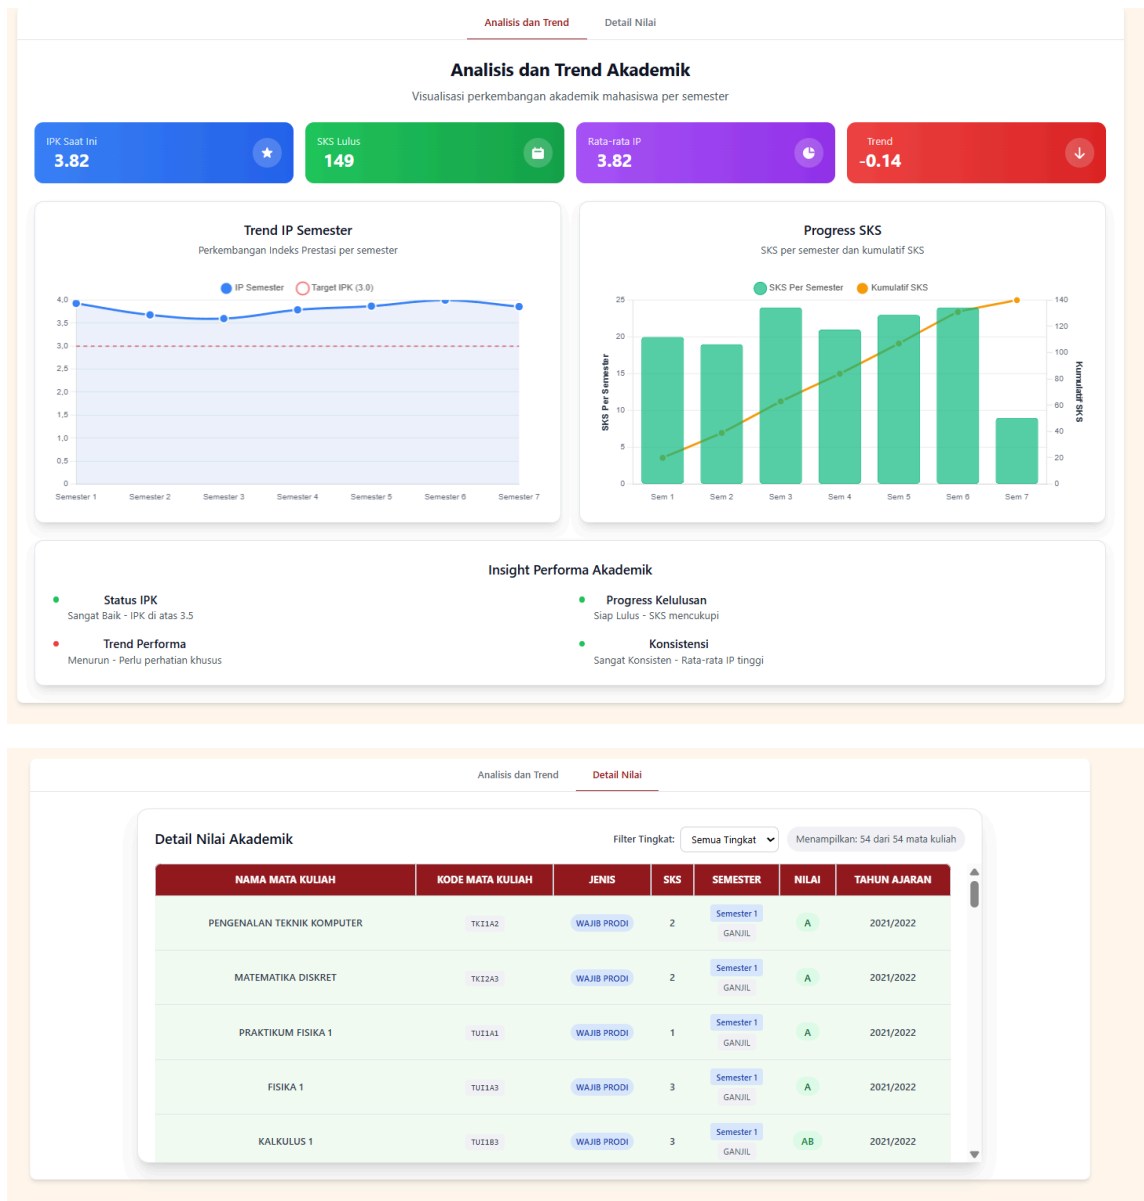 Analisis dan Trend Detail Nilai
Analisis dan Trend Akademik
Visualisasi perkembangan akademik mahasiswa per semester
IPK Saat Ini
3.82
SKS Lulus
149
Rata-rata IP
3.82
Trend
-0.14
Trend IP Semester
Perkembangan Indeks Prestasi per semester
IP Semester Target IPK (3.0)
4,0
3,5
3,0
2,5
2,0
1,5
1,0
0,5
0
Semester 1 Semester 2 Semester 3 Semester 4 Semester 5 Semester 6 Semester 7
Progress SKS
SKS per semester dan kumulatif SKS
SKS Per Semester Kumulatif SKS
SKS Per Semester
25
20
15
10
5
0
140
120
100
80
60
40
20
0
Kumulatif SKS
Sem 1 Sem 2 Sem 3 Sem 4 Sem 5 Sem 6 Sem 7
Insight Performa Akademik
Status IPK
Sangat Baik - IPK di atas 3.5
Progress Kelulusan
Siap Lulus - SKS mencukupi
Trend Performa
Menurun - Perlu perhatian khusus
Konsistensi
Sangat Konsisten - Rata-rata IP tinggi
Analisis dan Trend Detail Nilai
Detail Nilai Akademik
Filter Tingkat: Semua Tingkat Menampilkan: 54 dari 54 mata kuliah
NAMA MATA KULIAH KODE MATA KULIAH JENIS SKS SEMESTER NILAI TAHUN AJARAN
PENGENALAN TEKNIK KOMPUTER TKI1A2 WAJIB PRODI 2 Semester 1 GANJIL A 2021/2022
MATEMATIKA DISKRET TKI2A3 WAJIB PRODI 2 Semester 1 GANJIL A 2021/2022
PRAKTIKUM FISIKA 1 TUI1A1 WAJIB PRODI 1 Semester 1 GANJIL A 2021/2022
FISIKA 1 TUI1A3 WAJIB PRODI 3 Semester 1 GANJIL A 2021/2022
KALKULUS 1 TUI1B3 WAJIB PRODI 3 Semester 1 GANJIL AB 2021/2022